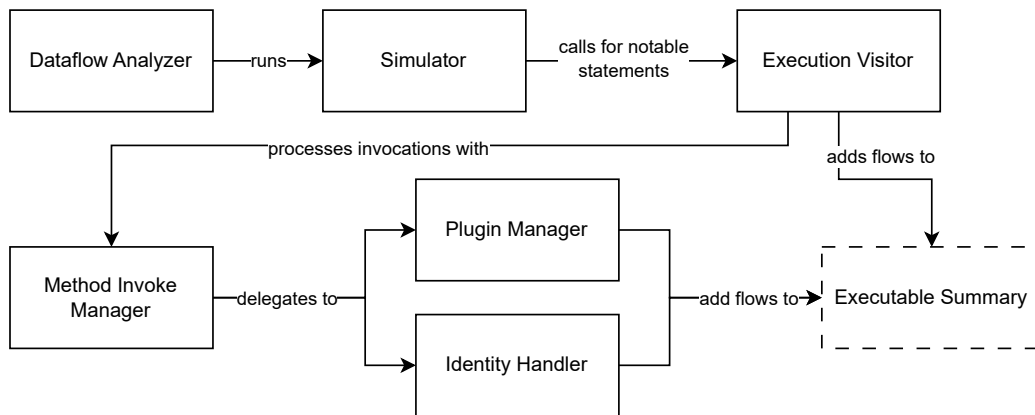 Dataflow Analyzer
runs
Simulator
calls for notable
statements
Execution Visitor
processes invocations with
adds flows to
Plugin Manager
Method Invoke
Manager
delegates to
add flows to
Executable Summary
Identity Handler